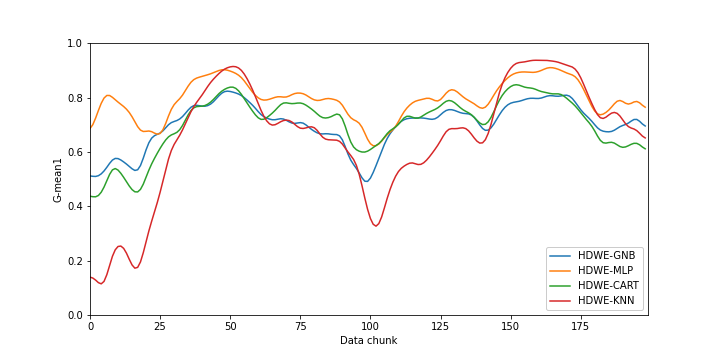 1.0
0.8
0.6
0.4
0.2
0.0
G-mean1
0
25
50
75
100
125
150
175
Data chunk
HDWE-GNB
HDWE-MLP
HDWE-CART
HDWE-KNN